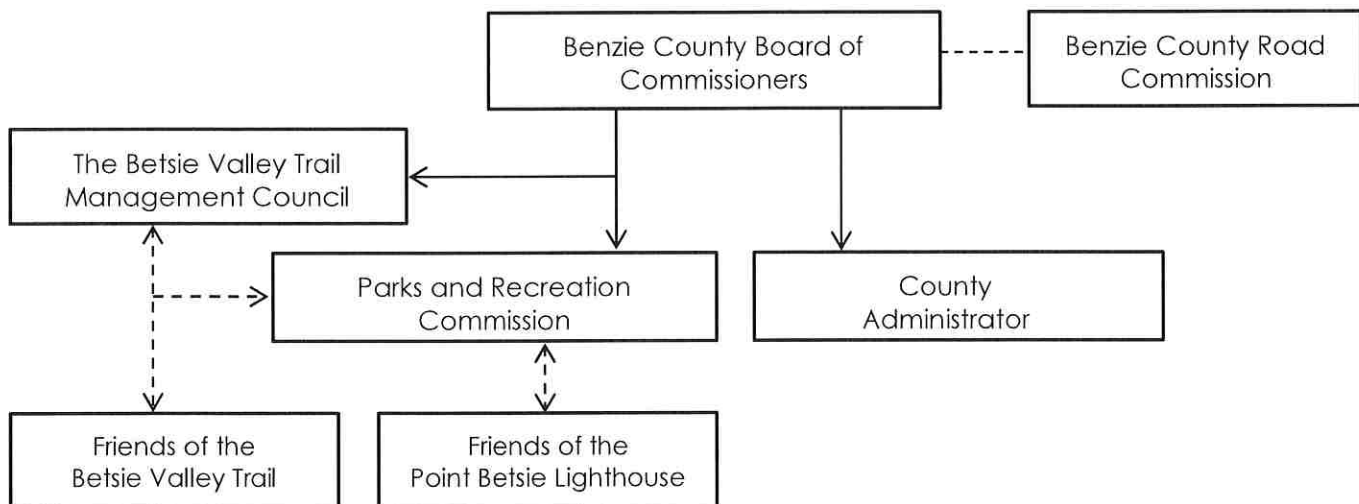 Benzie County Board of
Commissioners
Benzie County Road
Commission
The Betsie Valley Trail
Management Council
Parks and Recreation
Commission
County
Administrator
Friends of the
Betsie Valley Trail
Friends of the
Point Betsie Lighthouse